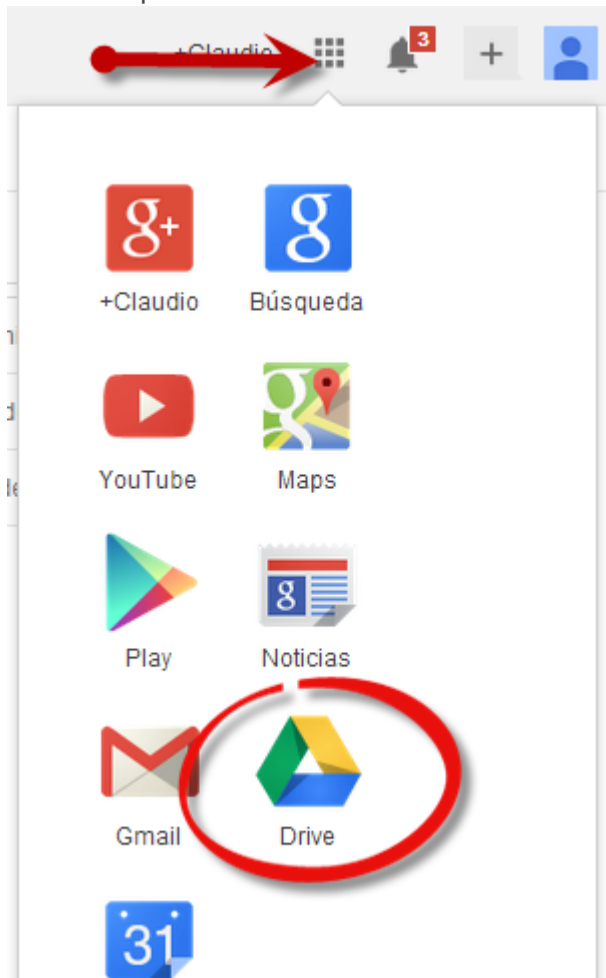 +Claudio
3
+
g+
g
+Claudio
Búsqueda
g
YouTube
Maps
g
Play
Noticias
Gmail
Drive
31